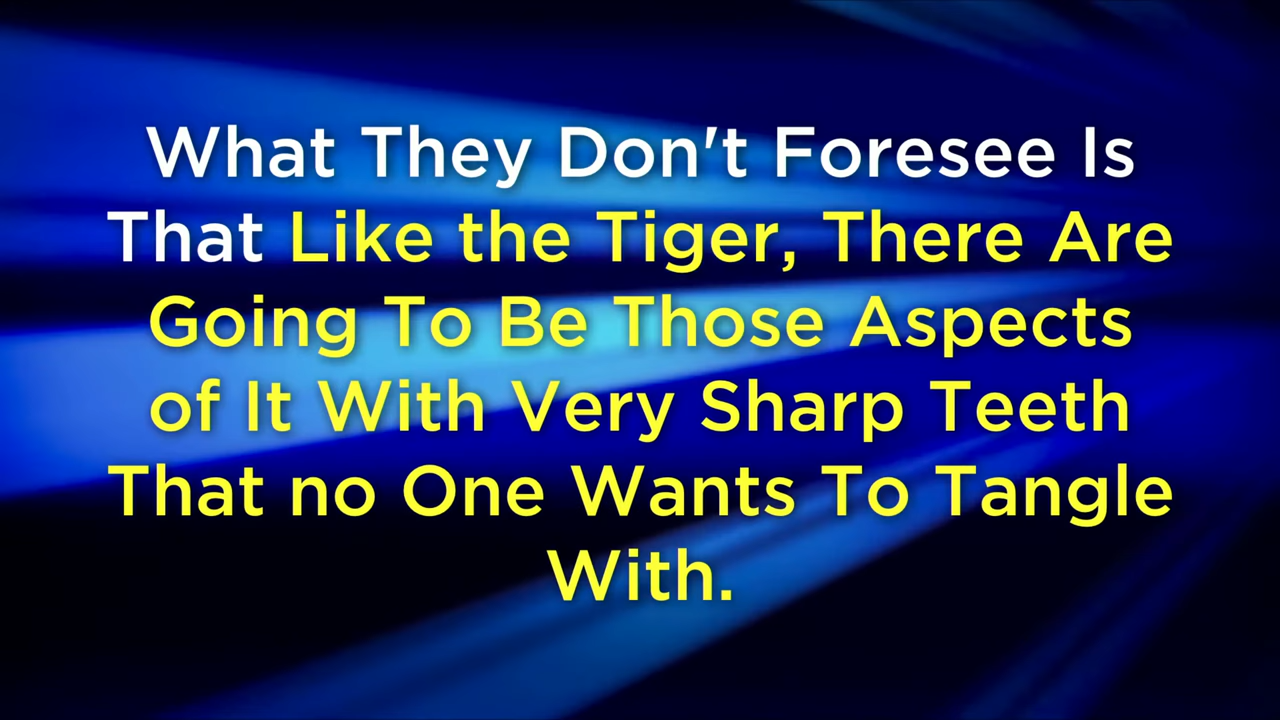 What They Don't Foresee Is
That Like the Tiger, There Are
Going To Be Those Aspects
of It With Very Sharp Teeth
That no One Wants To Tangle
With.